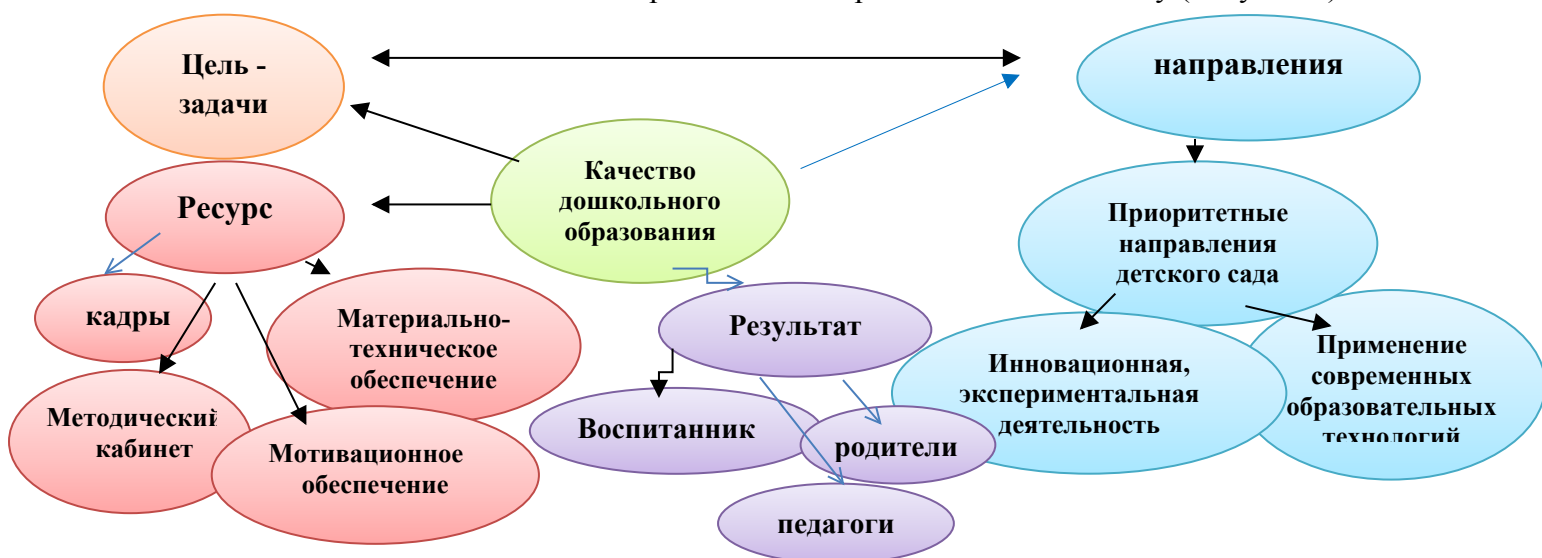 Цель -
задачи
направления
Качество
дошкольного
образования
Ресурс
Приоритетные
направления
детского сада
кадры
Материально-
техническое
обеспечение
Результат
Инновационная,
экспериментальная
деятельность
Применение
современных
образовательных
технологий
Методический
кабинет
Мотивационное
обеспечение
Воспитанник
родители
педагоги